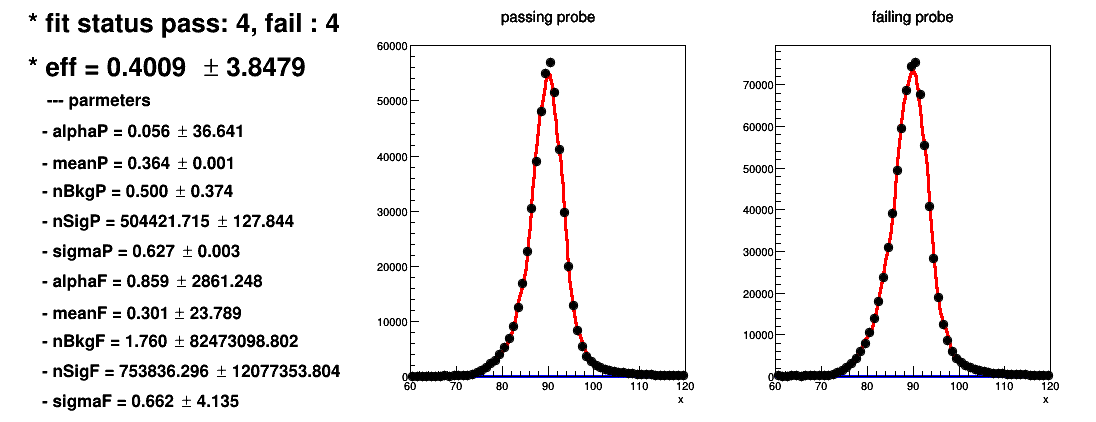 * fit status pass: 4, fail : 4
* eff = 0.4009 ± 3.8479
--- parmeters
- alphaP = 0.056 ± 36.641
- meanP = 0.364 ± 0.001
- nBkgP = 0.500 ± 0.374
- nSigP = 504421.715 ± 127.844
- sigmaP = 0.627 ± 0.003
- alphaF = 0.859 ± 2861.248
- meanF = 0.301 ± 23.789
- nBkgF = 1.760 ± 82473098.802
- nSigF = 753836.296 ± 12077353.804
- sigmaF = 0.662 ± 4.135
passing probe
60000
50000
40000
30000
20000
10000
0
60 70 80 90 100 110 120
x
failing probe
70000
60000
50000
40000
30000
20000
10000
0
60 70 80 90 100 110 120
x